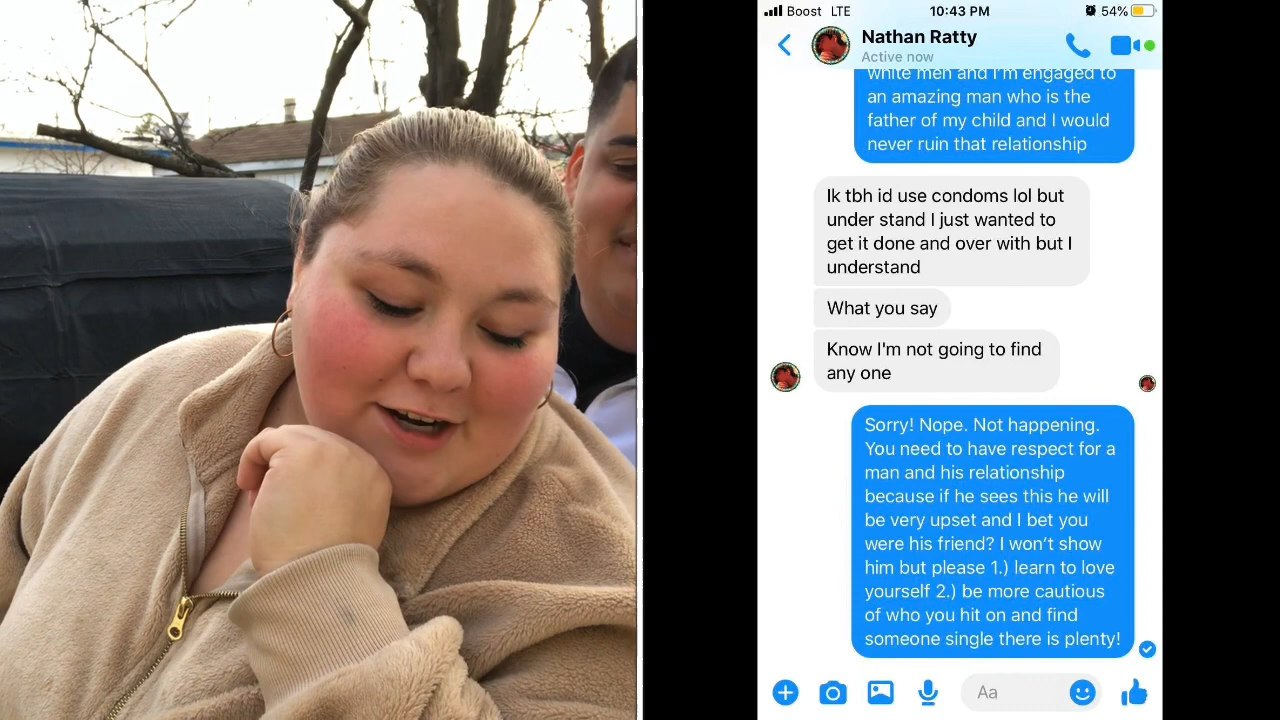 Boost LTE 10:43 PM 54%
Nathan Ratty
Active now
white men and I'm engaged to
an amazing man who is the
father of my child and I would
never ruin that relationship
Ik tbh id use condoms lol but
under stand I just wanted to
get it done and over with but I
understand
What you say
Know I'm not going to find
any one
Sorry! Nope. Not happening.
You need to have respect for a
man and his relationship
because if he sees this he will
be very upset and I bet you
were his friend? I won’t show
him but please 1.) learn to love
yourself 2.) be more cautious
of who you hit on and find
someone single there is plenty!
Aa